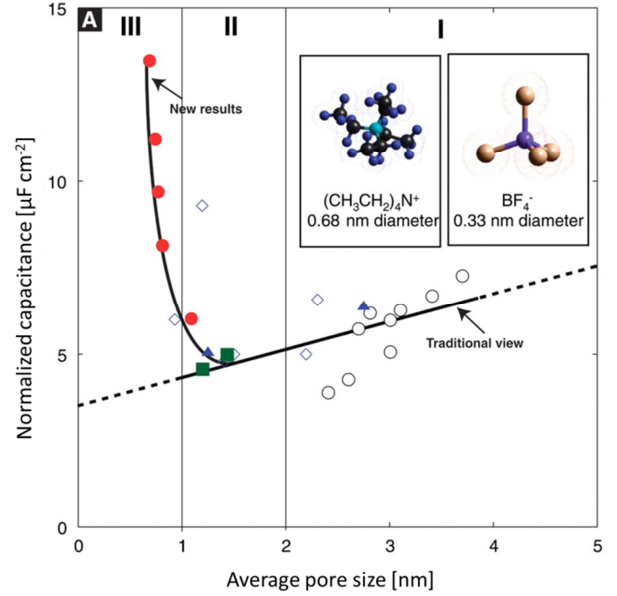 A
III
II
I
New results
(CH₃CH₂)₄N⁺
0.68 nm diameter
BF₄⁻
0.33 nm diameter
Traditional view
Normalized capacitance [µF cm⁻²]
15
10
5
0
0 1 2 3 4 5
Average pore size [nm]